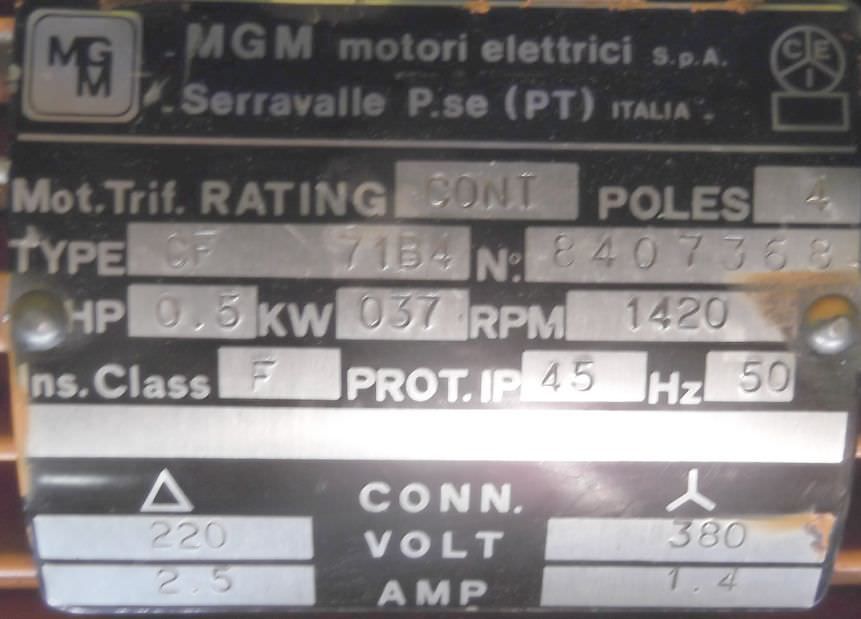 MGM MGM motori elettrici S.p.A. CEI
Serravalle P.se (PT) ITALIA
Mot.Trif. RATING CONT POLES 4
TYPE CF 71B4 N: 8407368
HP 0.5 KW 037 RPM 1420
Ins.Class F PROT.IP 45 Hz 50
Δ CONN. ⅄
220 VOLT 380
2.5 AMP 1.4